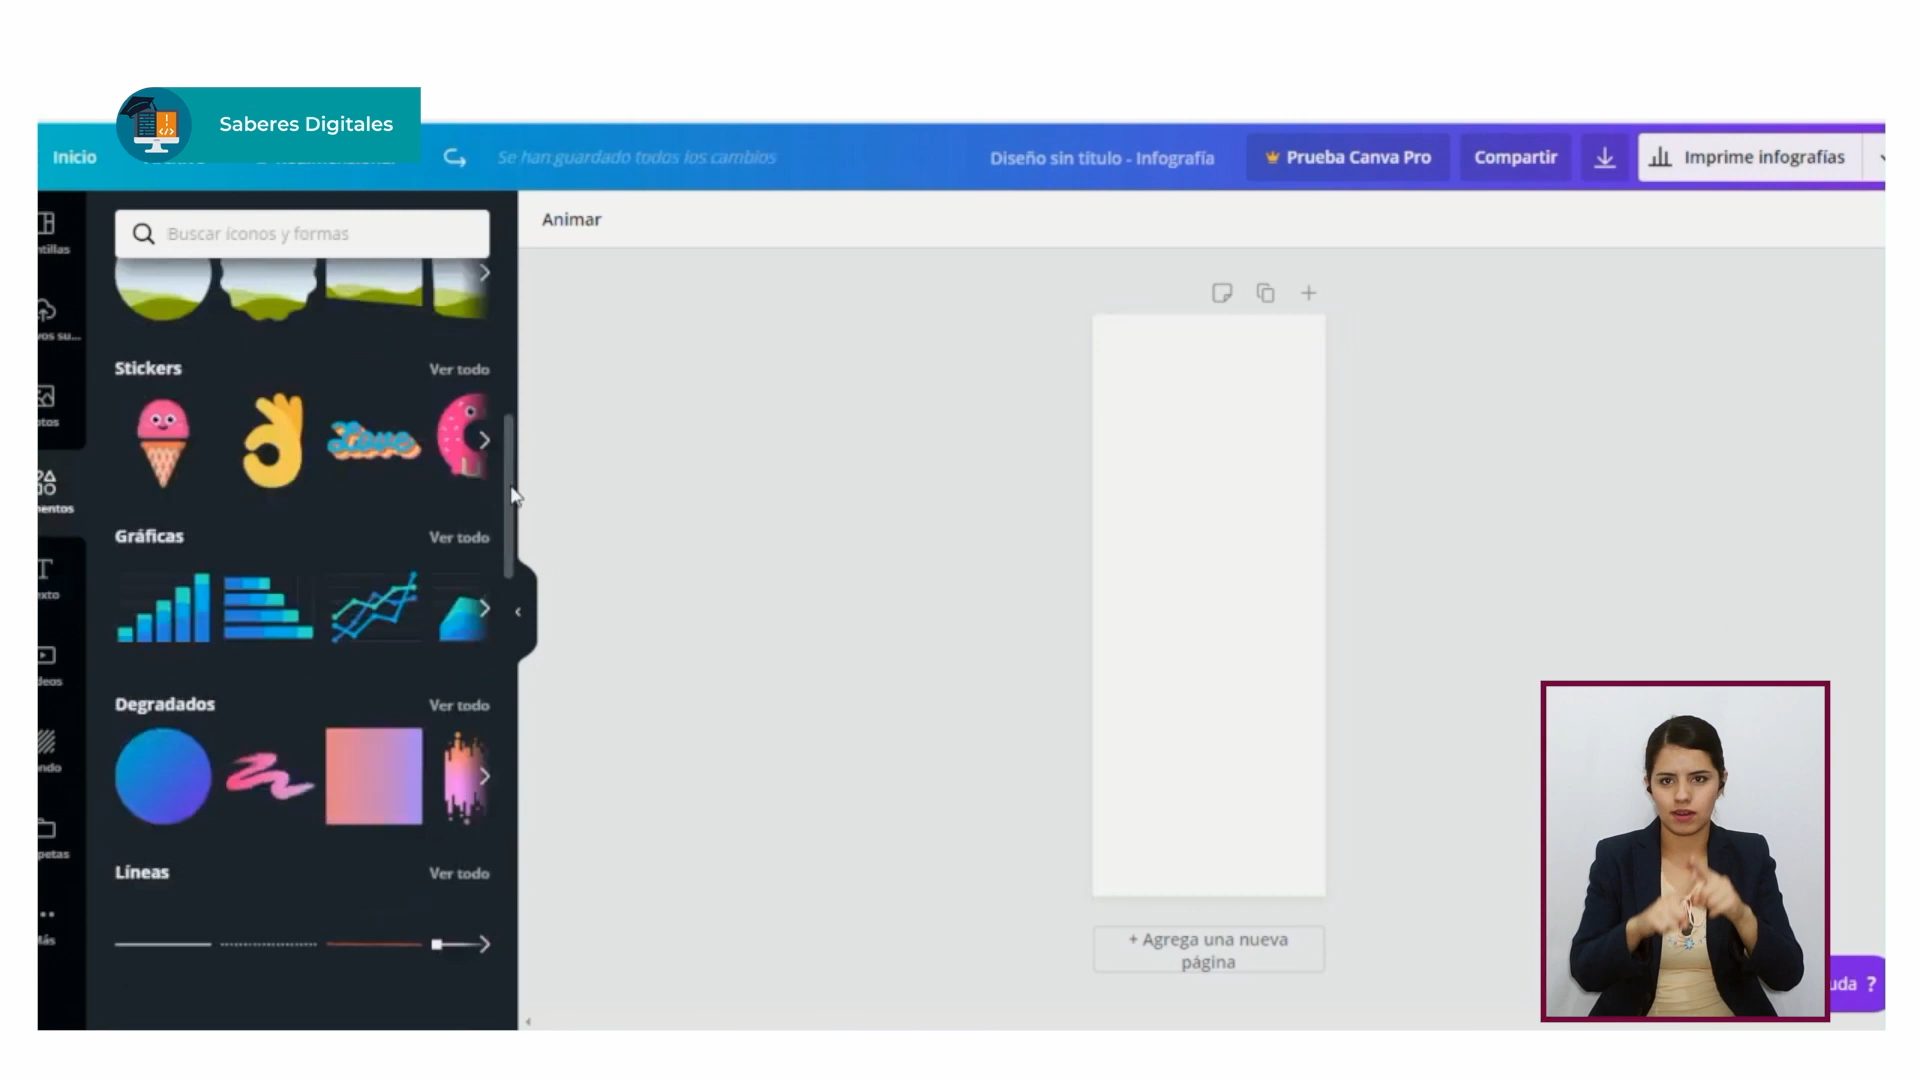 Saberes Digitales
Inicio
Se han guardado todos los cambios
Diseño sin título - Infografía
Prueba Canva Pro
Compartir
Imprime infografías
Buscar íconos y formas
Animar
Stickers
Ver todo
Love
Gráficas
Ver todo
Degradados
Ver todo
Líneas
Ver todo
+ Agrega una nueva
página
?